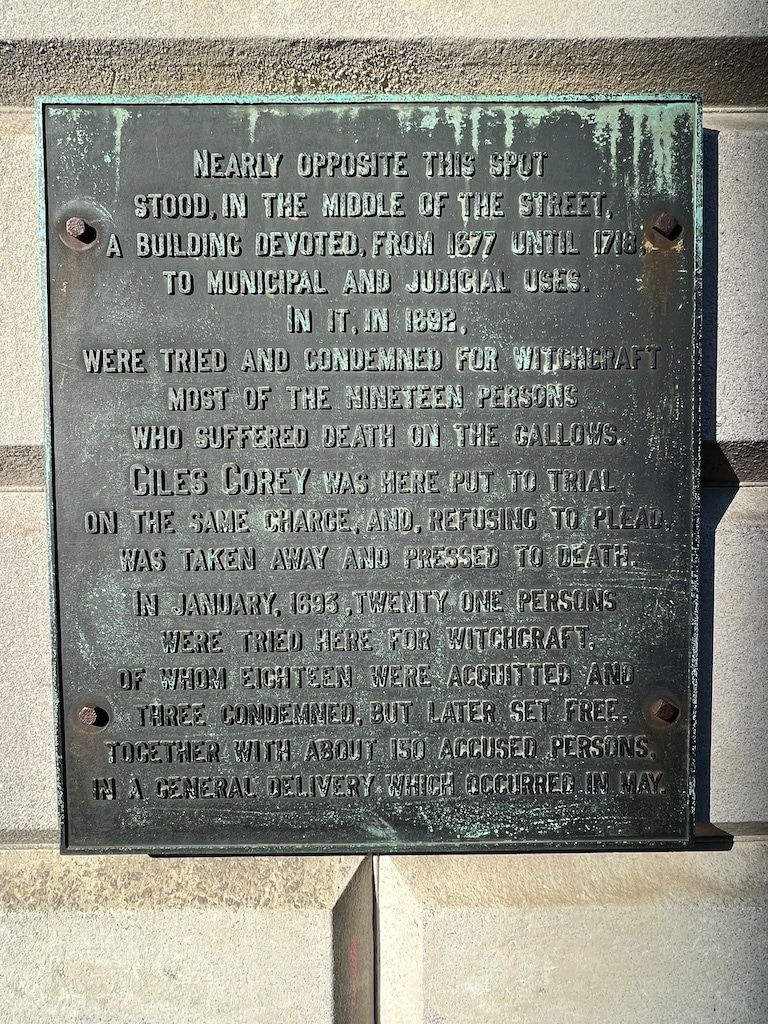 NEARLY OPPOSITE THIS SPOT
STOOD, IN THE MIDDLE OF THE STREET,
A BUILDING DEVOTED, FROM 1677 UNTIL 1718,
TO MUNICIPAL AND JUDICIAL USES.
IN IT, IN 1692,
WERE TRIED AND CONDEMNED FOR WITCHCRAFT
MOST OF THE NINETEEN PERSONS
WHO SUFFERED DEATH ON THE GALLOWS.
GILES COREY WAS HERE PUT TO TRIAL
ON THE SAME CHARGE, AND, REFUSING TO PLEAD,
WAS TAKEN AWAY AND PRESSED TO DEATH.
IN JANUARY, 1693, TWENTY ONE PERSONS
WERE TRIED HERE FOR WITCHCRAFT,
OF WHOM EIGHTEEN WERE ACQUITTED AND
THREE CONDEMNED, BUT LATER SET FREE,
TOGETHER WITH ABOUT 150 ACCUSED PERSONS,
IN A GENERAL DELIVERY WHICH OCCURRED IN MAY.